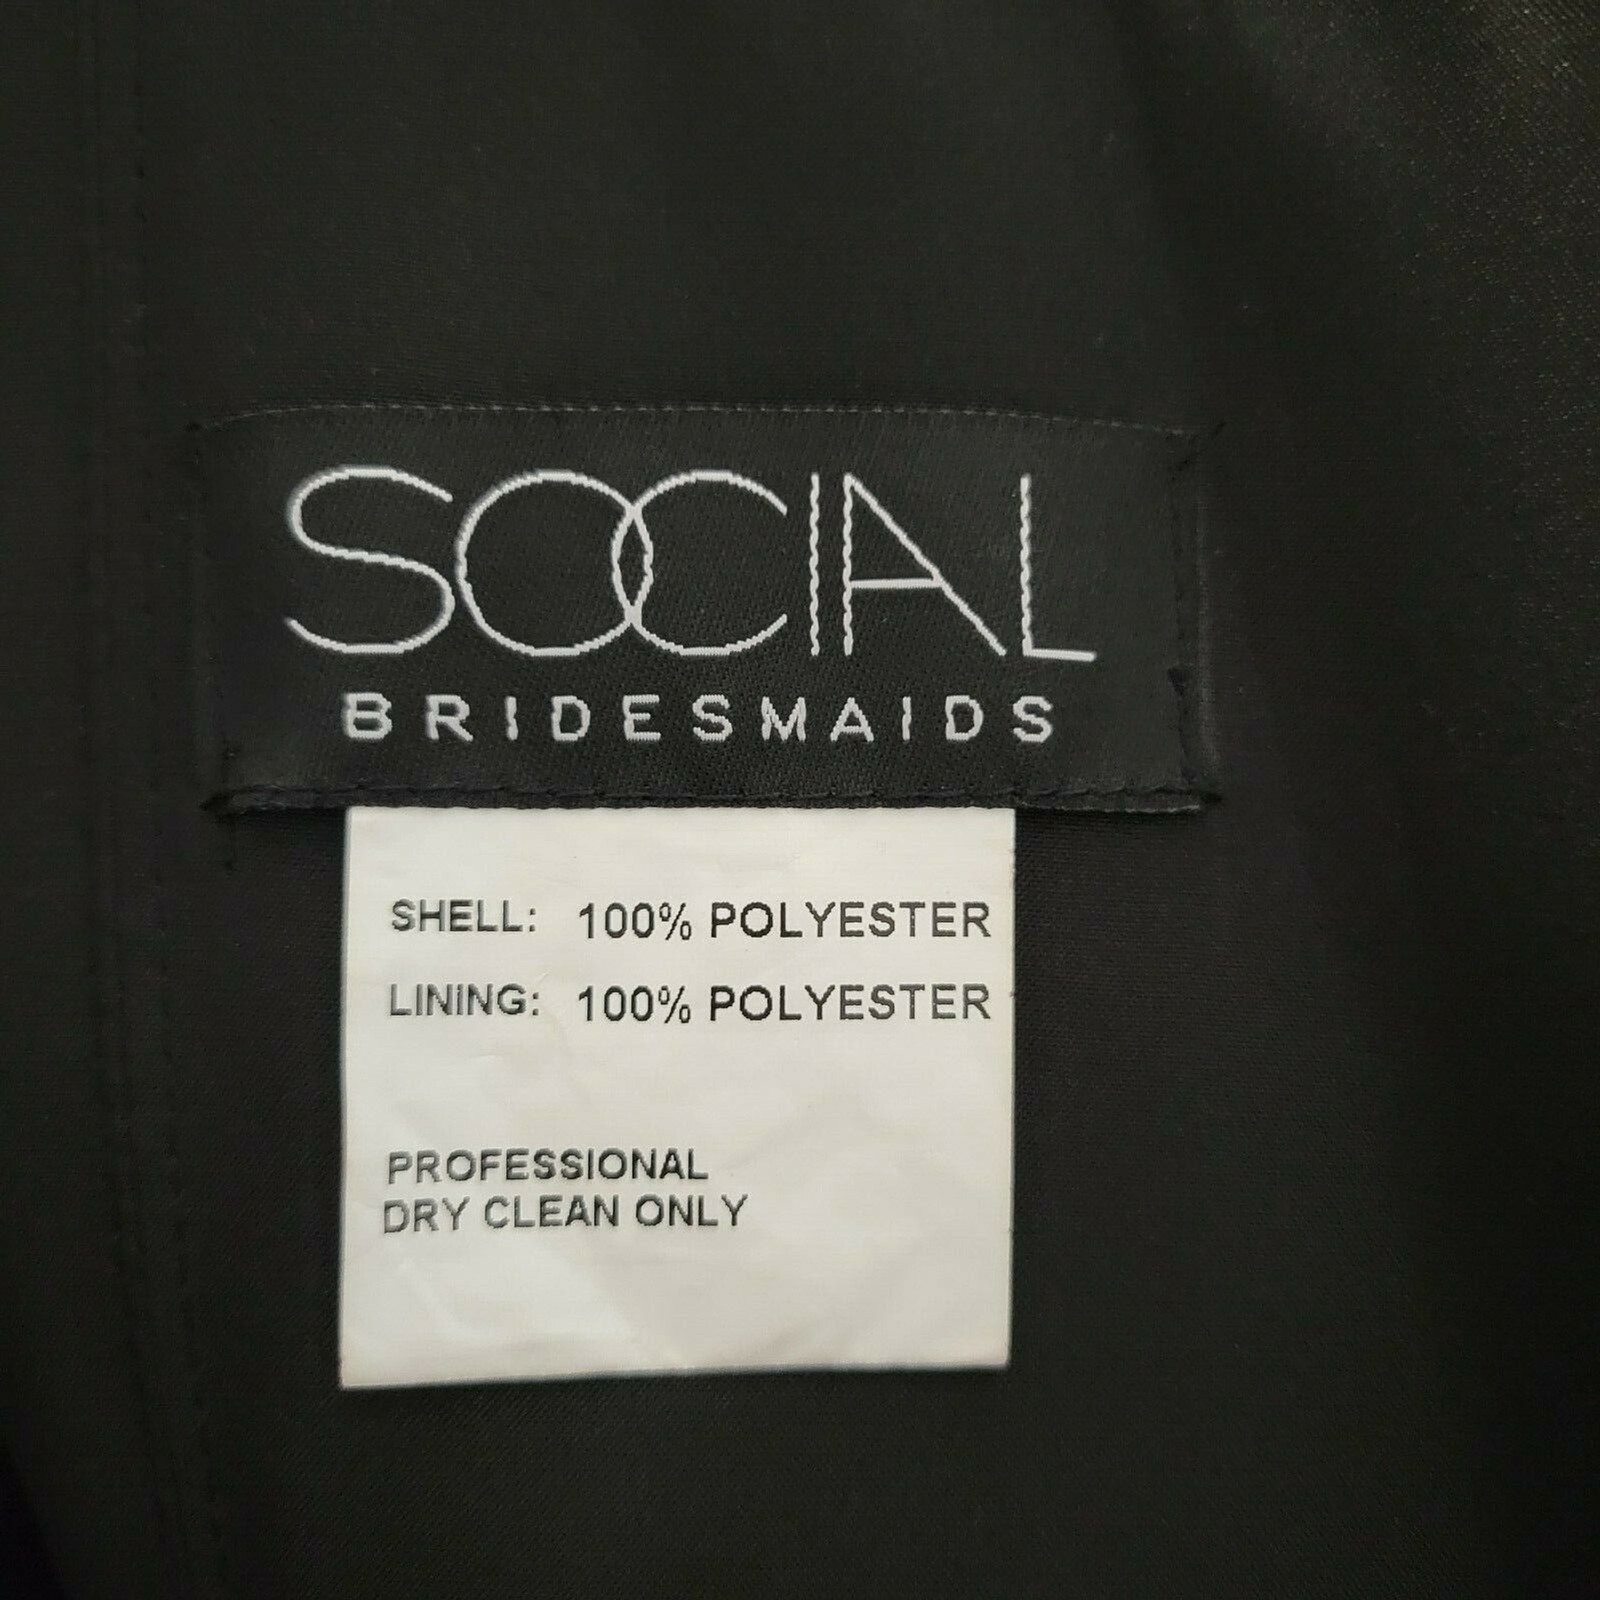 SOCIAL
BRIDESMAIDS
SHELL: 100% POLYESTER
LINING: 100% POLYESTER
PROFESSIONAL
DRY CLEAN ONLY